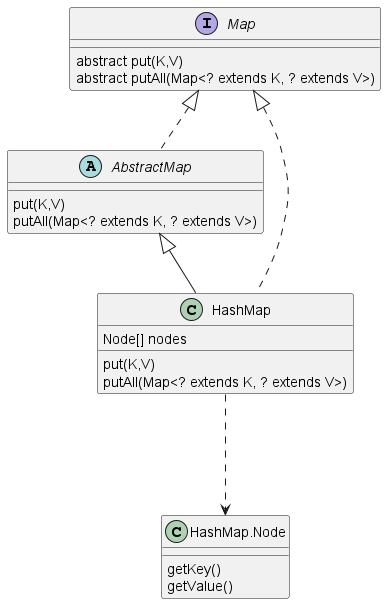 I Map
abstract put(K,V)
abstract putAll(Map<? extends K, ? extends V>)
A AbstractMap
put(K,V)
putAll(Map<? extends K, ? extends V>)
C HashMap
Node[] nodes
put(K,V)
putAll(Map<? extends K, ? extends V>)
C HashMap.Node
getKey()
getValue()